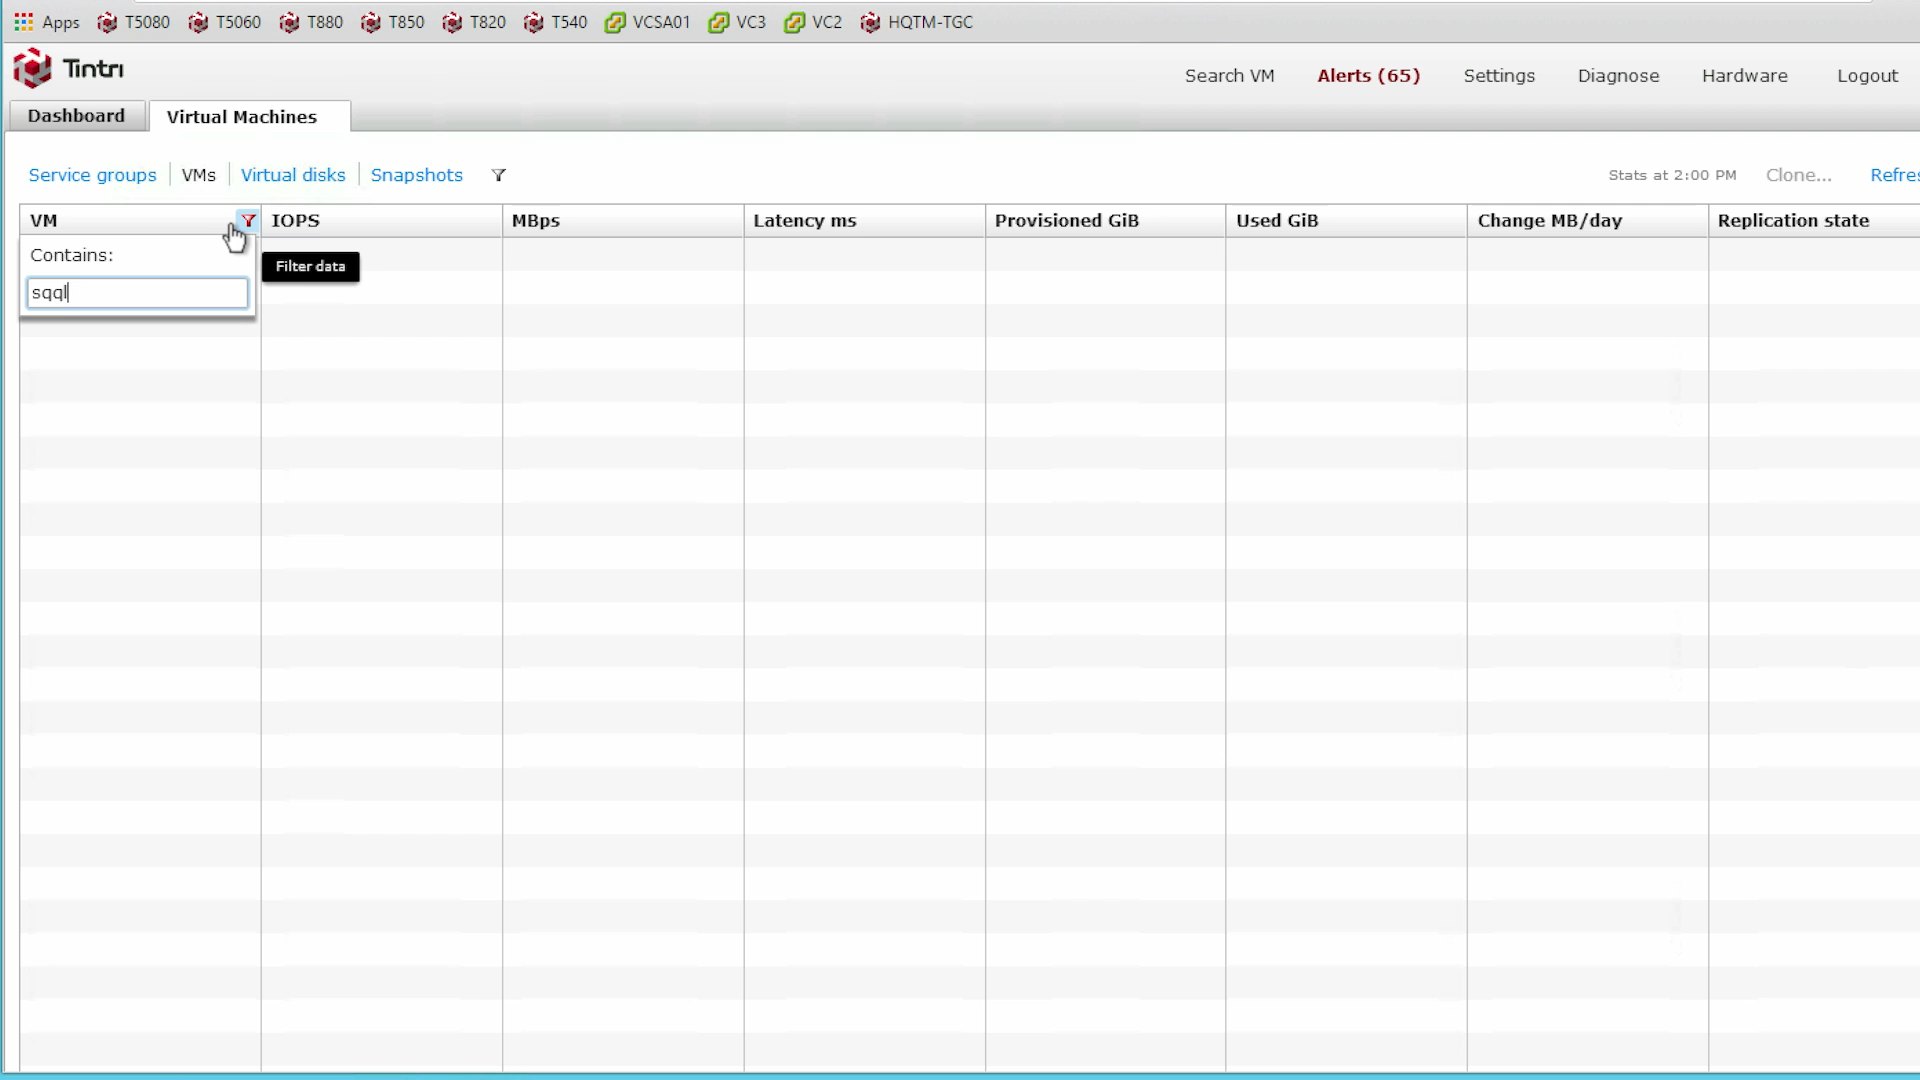 Apps T5080 T5060 T880 T850 T820 T540 VCSA01 VC3 VC2 HQTM-TGC
Tintri
Search VM Alerts (65) Settings Diagnose Hardware Logout
Dashboard Virtual Machines
Service groups VMs Virtual disks Snapshots Stats at 2:00 PM Clone... Refres
VM IOPS MBps Latency ms Provisioned GiB Used GiB Change MB/day Replication state
Contains:
Filter data
sqql